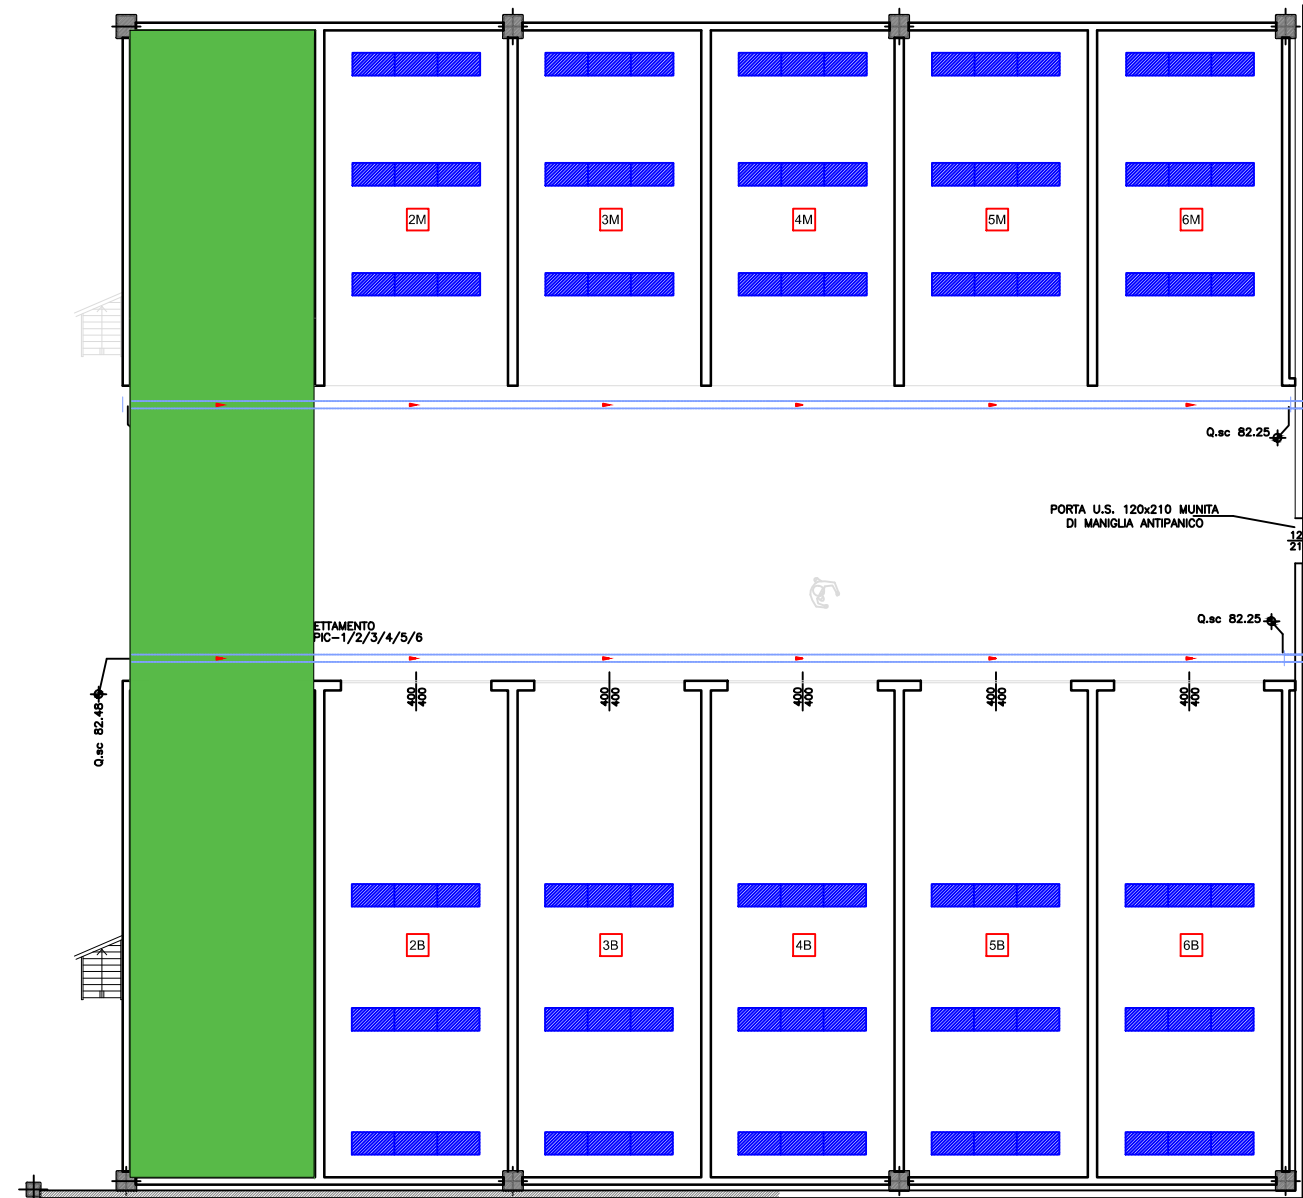 2M
3M
4M
5M
6M
Q.sc 82.25
PORTA U.S. 120x210 MUNITA
DI MANIGLIA ANTIPANICO
12
21
Q.sc 82.25
ETTAMENTO
PIC-1/2/3/4/5/6
400
400
400
400
400
400
400
400
400
400
Q.sc 82.48
2B
3B
4B
5B
6B